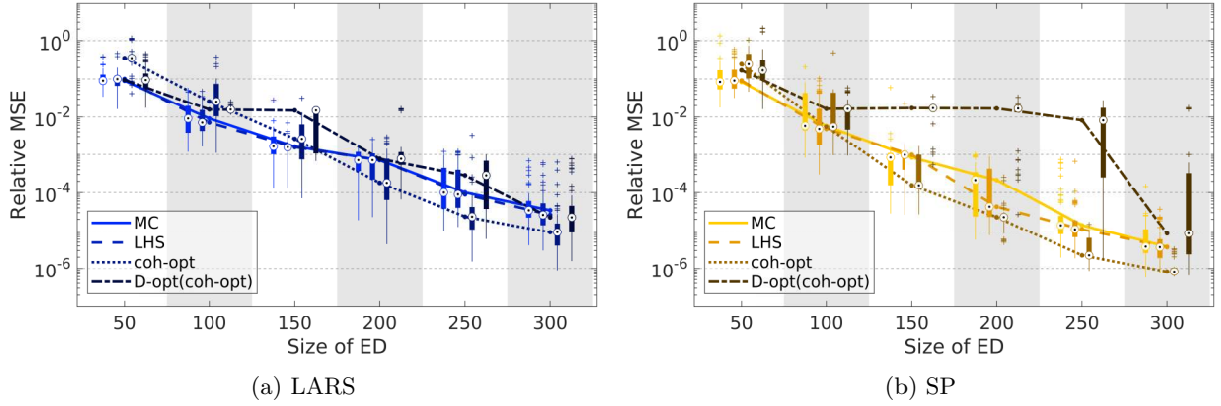 10^0
10^-2
10^-4
10^-6
Relative MSE
MC
LHS
coh-opt
D-opt(coh-opt)
50 100 150 200 250 300
Size of ED
(a) LARS
10^0
10^-2
10^-4
10^-6
Relative MSE
MC
LHS
coh-opt
D-opt(coh-opt)
50 100 150 200 250 300
Size of ED
(b) SP